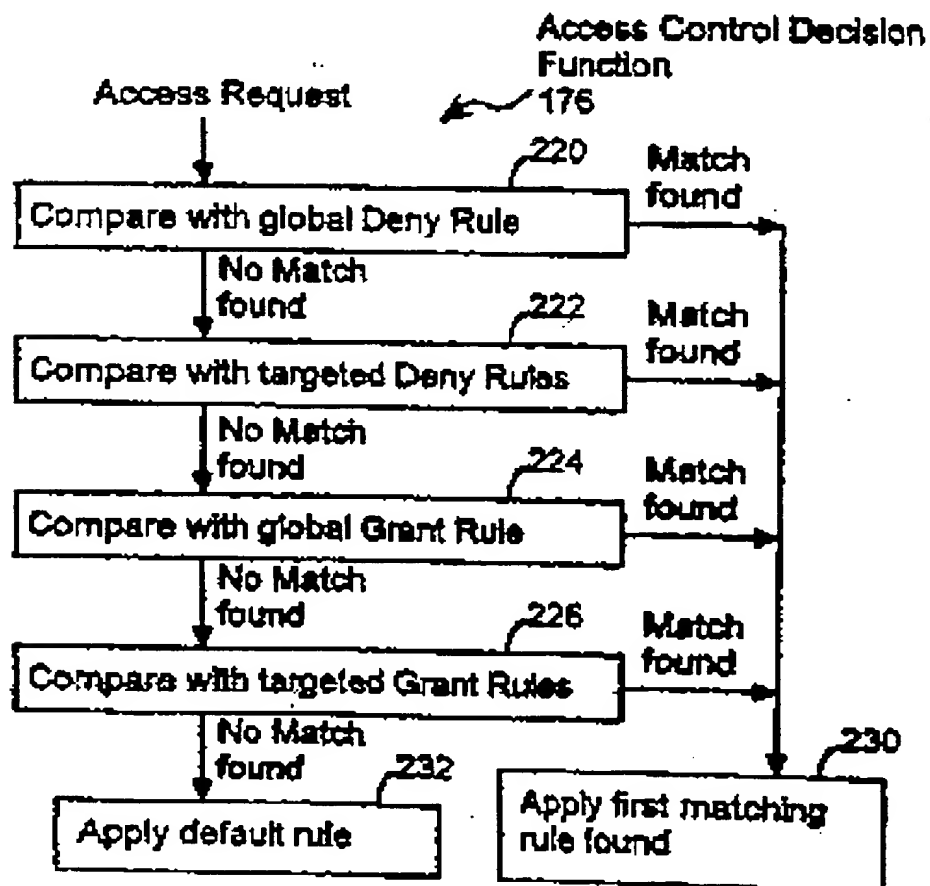 Access Control Decision
Function
176
Access Request
220
Match
found
Compare with global Deny Rule
No Match
found
222
Match
found
Compare with targeted Deny Rules
No Match
found
224
Match
found
Compare with global Grant Rule
No Match
found
226
Match
found
Compare with targeted Grant Rules
No Match
found
232
230
Apply default rule
Apply first matching
rule found